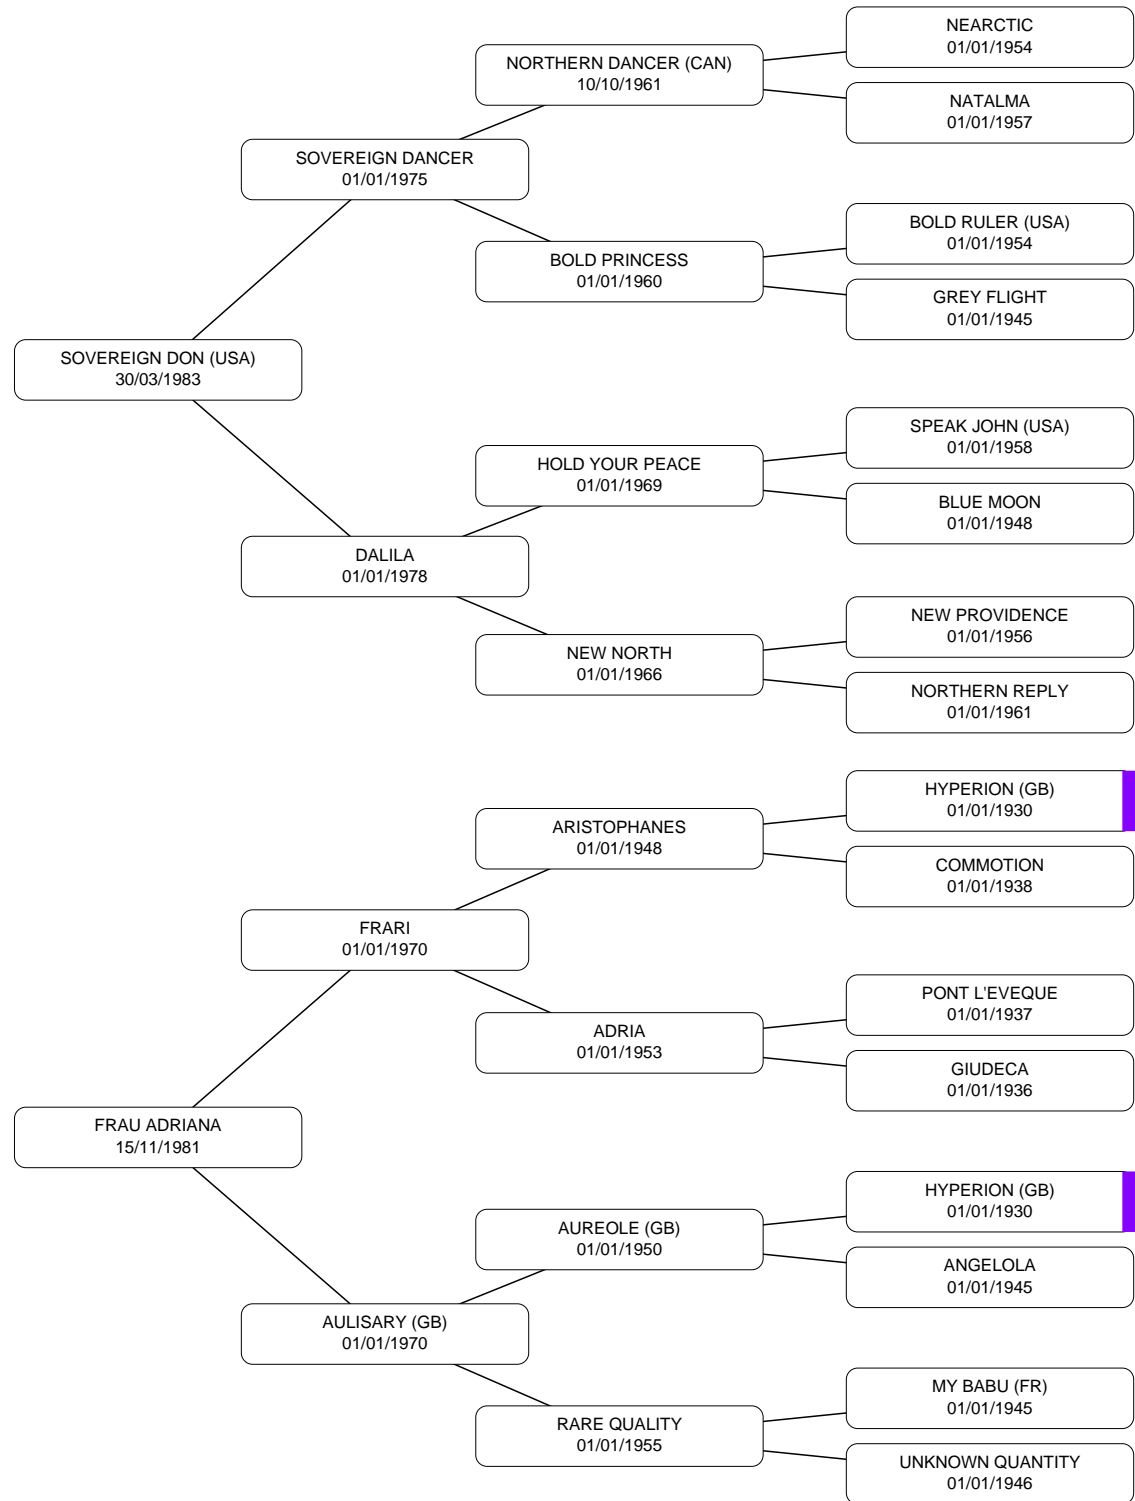 NEARCTIC
01/01/1954
NORTHERN DANCER (CAN)
10/10/1961
NATALMA
01/01/1957
SOVEREIGN DANCER
01/01/1975
BOLD RULER (USA)
01/01/1954
BOLD PRINCESS
01/01/1960
GREY FLIGHT
01/01/1945
SOVEREIGN DON (USA)
30/03/1983
SPEAK JOHN (USA)
01/01/1958
HOLD YOUR PEACE
01/01/1969
BLUE MOON
01/01/1948
DALILA
01/01/1978
NEW PROVIDENCE
01/01/1956
NEW NORTH
01/01/1966
NORTHERN REPLY
01/01/1961
HYPERION (GB)
01/01/1930
ARISTOPHANES
01/01/1948
COMMOTION
01/01/1938
FRARI
01/01/1970
PONT L'EVEQUE
01/01/1937
ADRIA
01/01/1953
GIUDECA
01/01/1936
FRAU ADRIANA
15/11/1981
HYPERION (GB)
01/01/1930
AUREOLE (GB)
01/01/1950
ANGELOLA
01/01/1945
AULISARY (GB)
01/01/1970
MY BABU (FR)
01/01/1945
RARE QUALITY
01/01/1955
UNKNOWN QUANTITY
01/01/1946